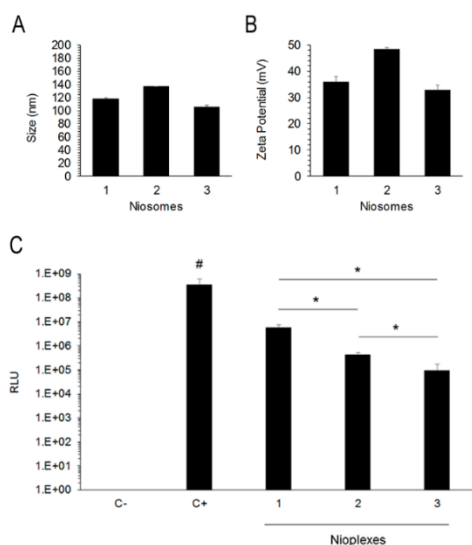 A
Size (nm)
200
180
160
140
120
100
80
60
40
20
0
1 2 3
Niosomes
B
Zeta Potential (mV)
50
40
30
20
10
0
1 2 3
Niosomes
C
RLU
1.E+09
1.E+08
1.E+07
1.E+06
1.E+05
1.E+04
1.E+03
1.E+02
1.E+01
1.E+00
#
*
*
*
C- C+ 1 2 3
Nioplexes